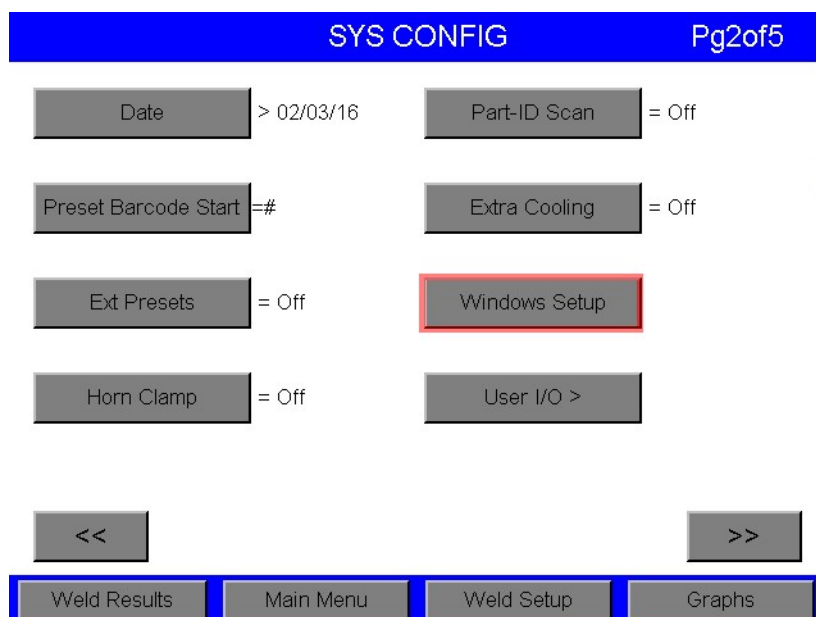 SYS CONFIG Pg2of5
Date > 02/03/16 Part-ID Scan = Off
Preset Barcode Start =# Extra Cooling = Off
Ext Presets = Off Windows Setup
Horn Clamp = Off User I/O >
<< >>
Weld Results Main Menu Weld Setup Graphs